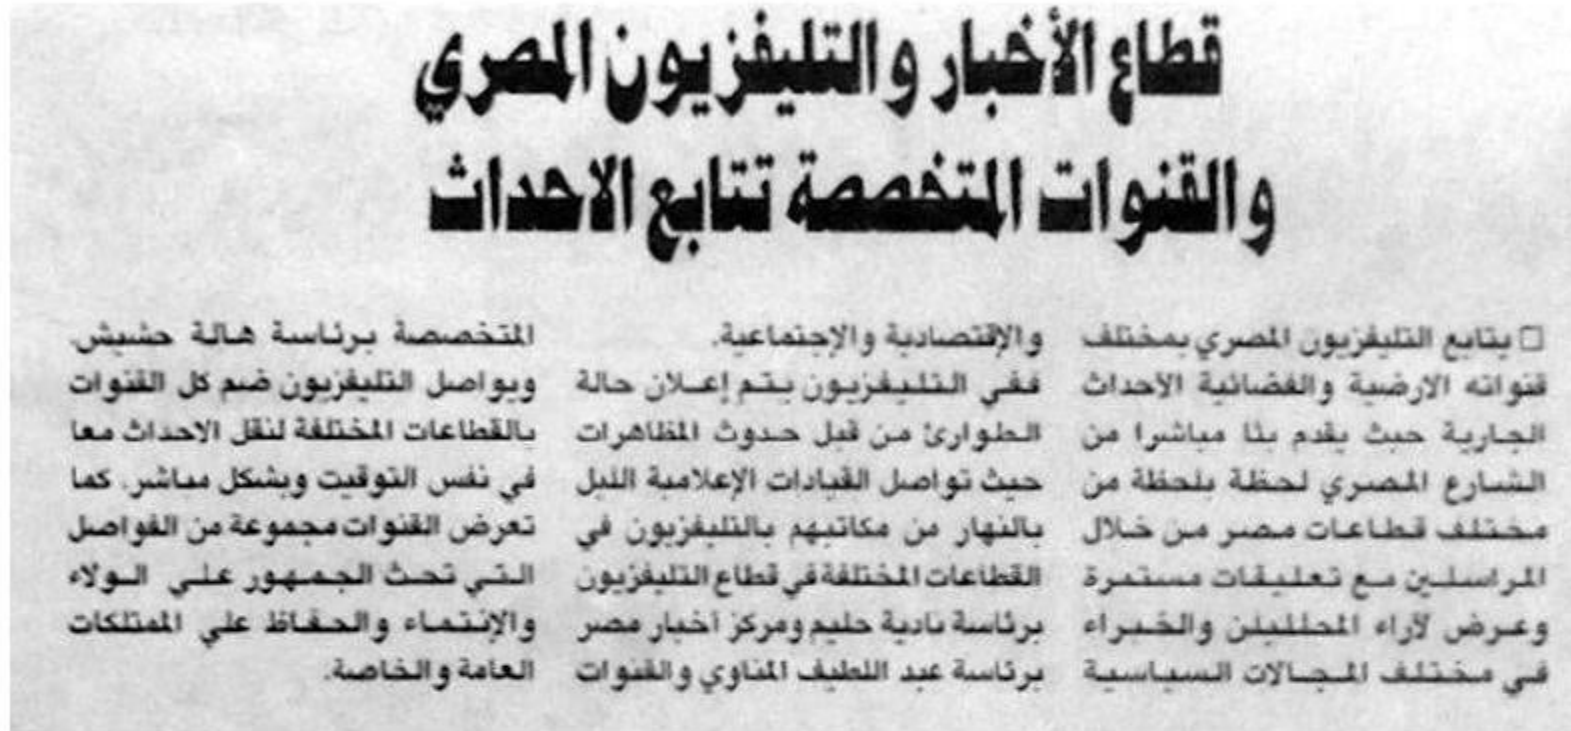 قطاع الأخبار والتليفزيون المصري
والقنوات المتخصصة تتابع الاحداث
□ يتابع التليفزيون المصري بمختلف
قنواته الارضية والفضائية الأحداث
الجارية حيث يقدم بثا مباشرا من
الشارع المصري لحظة بلحظة من
مختلف قطاعات مصر من خلال
المراسلين مع تعليقات مستمرة
وعرض لآراء المحلليلن والخبراء
في مختلف المجالات السياسية
والإقتصادية والإجتماعية.
ففي التليفزيون يتم إعلان حالة
الطوارئ من قبل حدوث المظاهرات
حيث تواصل القيادات الإعلامية الليل
بالنهار من مكاتبهم بالتليفزيون في
القطاعات المختلفة في قطاع التليفزيون
برئاسة نادية حليم ومركز أخبار مصر
برئاسة عبد اللطيف المناوي والقنوات
المتخصصة برئاسة هالة حشيش.
ويواصل التليفزيون ضم كل القنوات
بالقطاعات المختلفة لنقل الاحداث معا
في نفس التوقيت وبشكل مباشر. كما
تعرض القنوات مجموعة من الفواصل
التي تحث الجمهور علي الولاء
والإنتماء والحفاظ علي الممتلكات
العامة والخاصة.